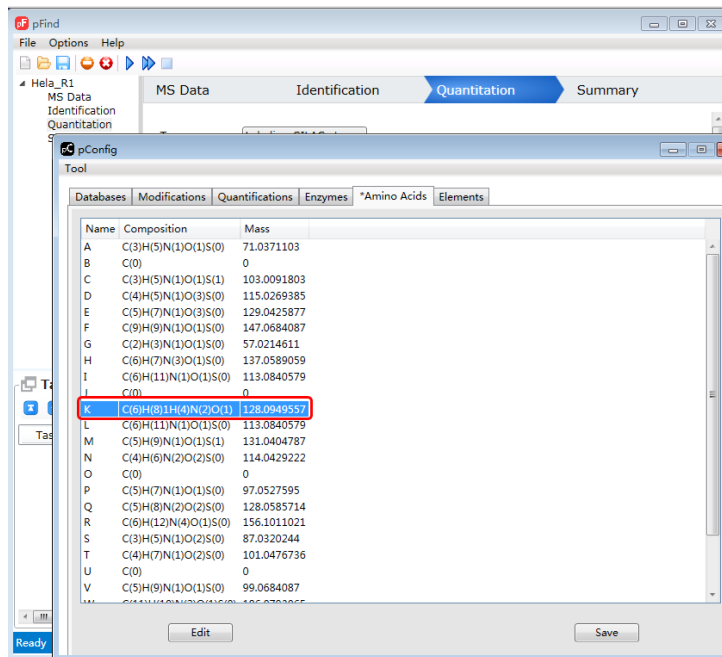 pF pFind
File Options Help
Hela_R1
MS Data
Identification
Quantitation
MS Data Identification Quantitation Summary
pC pConfig
Tool
Databases Modifications Quantifications Enzymes *Amino Acids Elements
Name Composition Mass
A C(3)H(5)N(1)O(1)S(0) 71.0371103
B C(0) 0
C C(3)H(5)N(1)O(1)S(1) 103.0091803
D C(4)H(5)N(1)O(3)S(0) 115.0269385
E C(5)H(7)N(1)O(3)S(0) 129.0425877
F C(9)H(9)N(1)O(1)S(0) 147.0684087
G C(2)H(3)N(1)O(1)S(0) 57.0214611
H C(6)H(7)N(3)O(1)S(0) 137.0589059
I C(6)H(11)N(1)O(1)S(0) 113.0840579
J C(0) 0
K C(6)H(8)1H(4)N(2)O(1) 128.0949557
L C(6)H(11)N(1)O(1)S(0) 113.0840579
M C(5)H(9)N(1)O(1)S(1) 131.0404787
N C(4)H(6)N(2)O(2)S(0) 114.0429222
O C(0) 0
P C(5)H(7)N(1)O(1)S(0) 97.0527595
Q C(5)H(8)N(2)O(2)S(0) 128.0585714
R C(6)H(12)N(4)O(1)S(0) 156.1011021
S C(3)H(5)N(1)O(2)S(0) 87.0320244
T C(4)H(7)N(1)O(2)S(0) 101.0476736
U C(0) 0
V C(5)H(9)N(1)O(1)S(0) 99.0684087
Ta
Tas
Edit Save
Ready